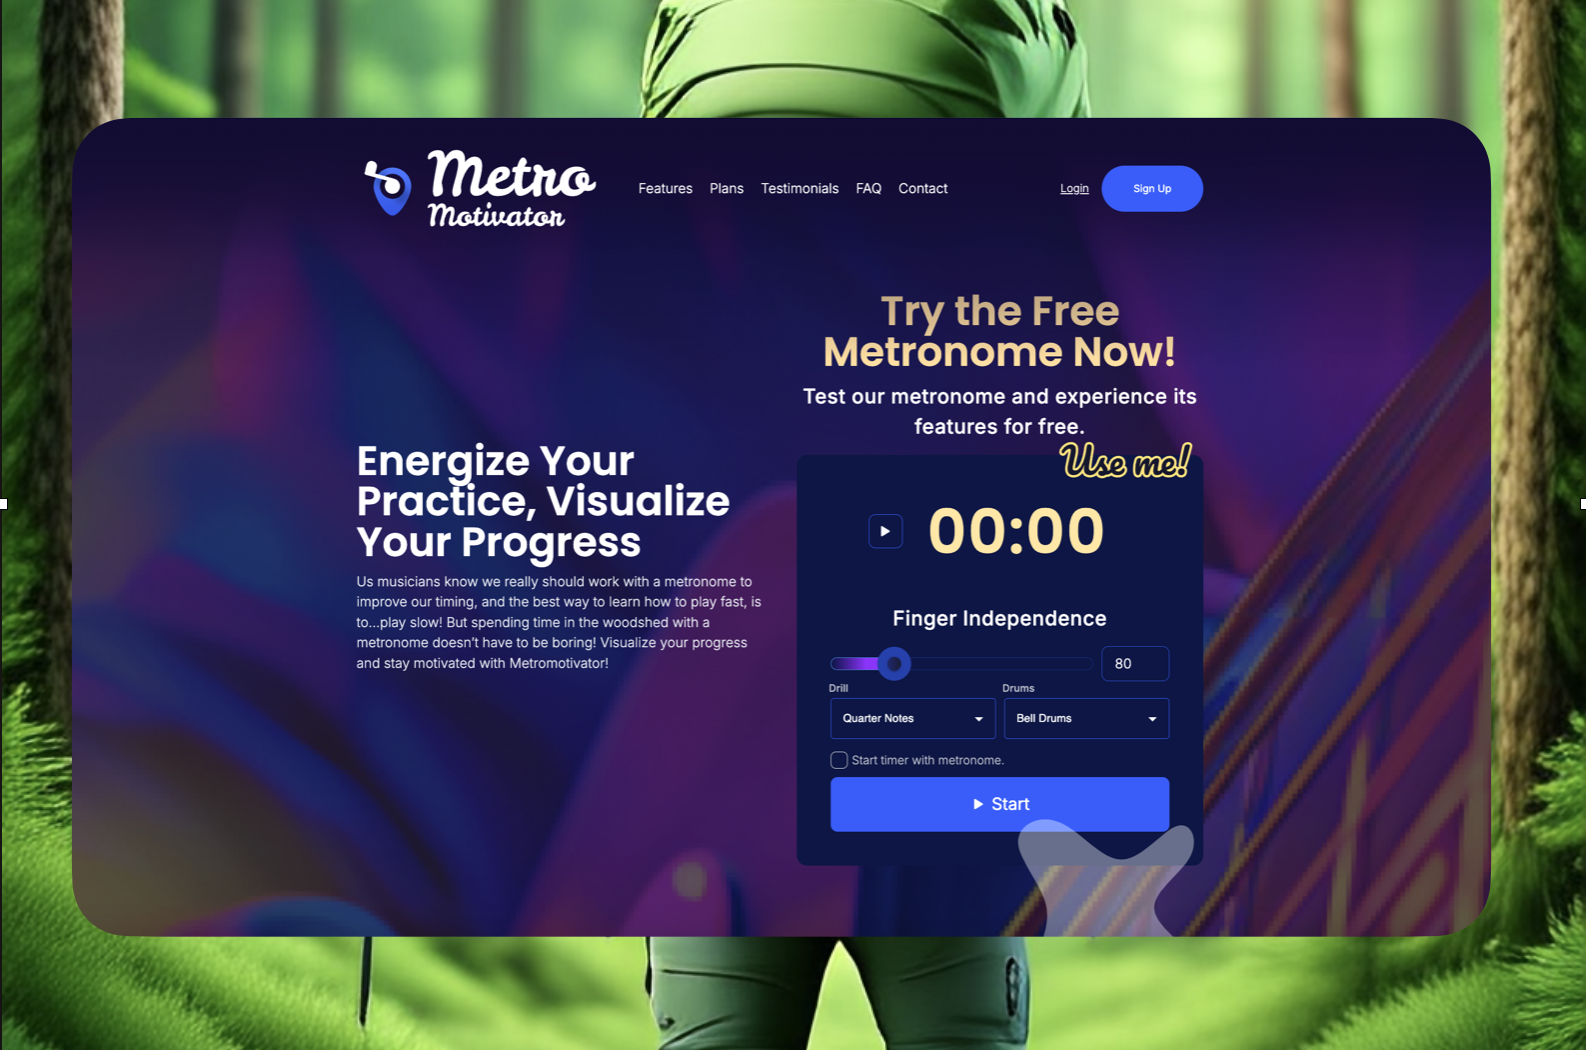 Metro
Motivator
Features Plans Testimonials FAQ Contact
Login
Sign Up
Energize Your
Practice, Visualize
Your Progress
Us musicians know we really should work with a metronome to
improve our timing, and the best way to learn how to play fast, is
to...play slow! But spending time in the woodshed with a
metronome doesn't have to be boring! Visualize your progress
and stay motivated with Metromotivator!
Try the Free
Metronome Now!
Test our metronome and experience its
features for free.
Use me!
00:00
Finger Independence
80
Drill Drums
Quarter Notes Bell Drums
Start timer with metronome.
Start